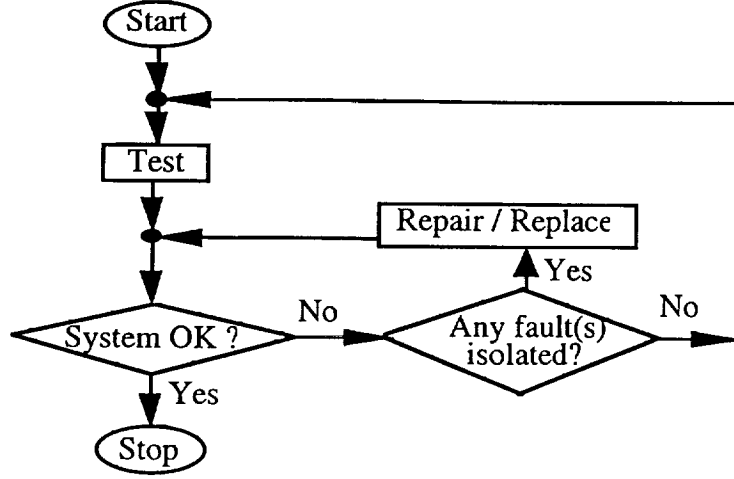 Start
Test
Repair / Replace
Yes
System OK ?
No
Any fault(s)
isolated?
No
Yes
Stop